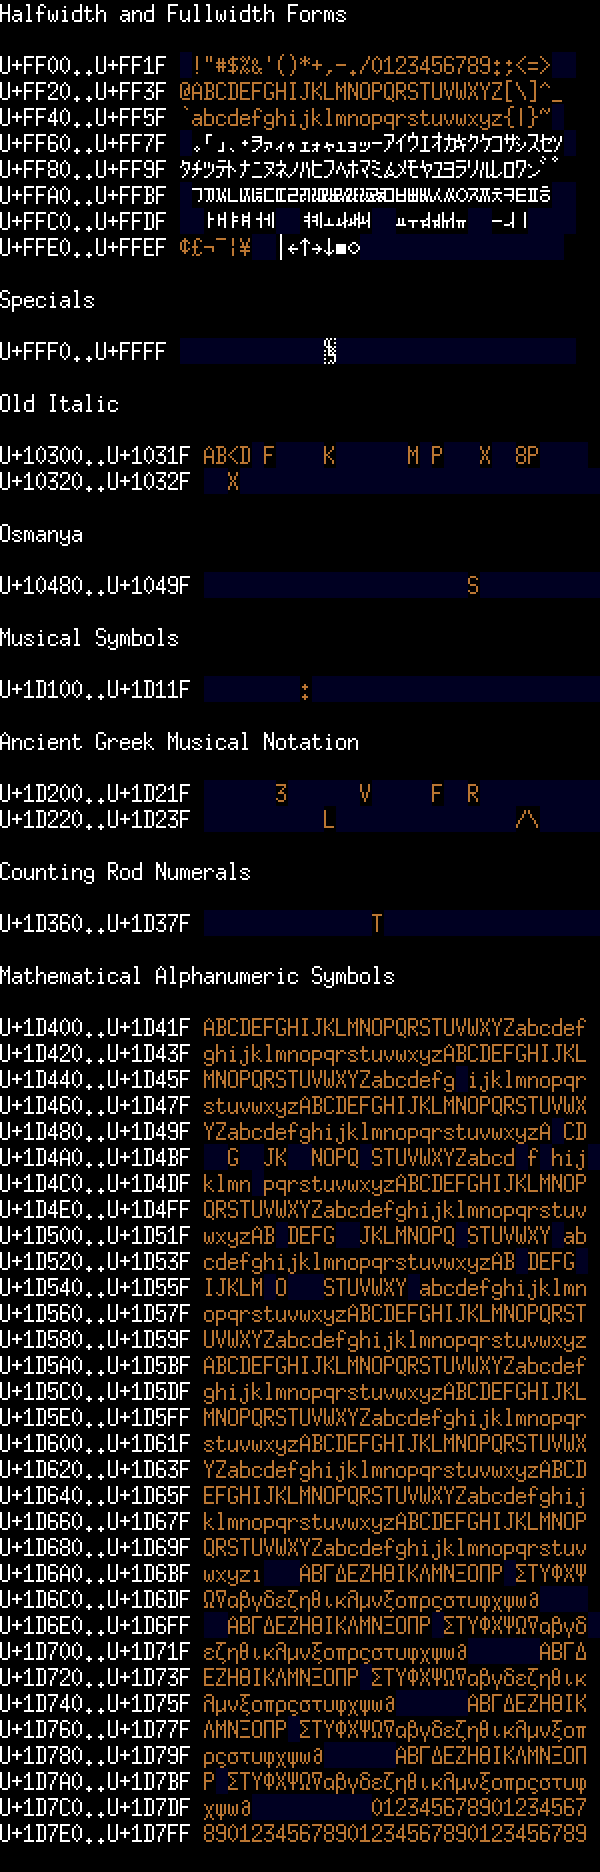 Halfwidth and Fullwidth Forms
U+FF00..U+FF1F !"#$%&'()*+,-./0123456789:;<=>
U+FF20..U+FF3F @ABCDEFGHIJKLMNOPQRSTUVWXYZ[\]^_
U+FF40..U+FF5F `abcdefghijklmnopqrstuvwxyz{|}~
U+FF60..U+FF7F 。「」、・ヲァィゥェォャュョッーアイウエオカキクケコサシスセソ
U+FF80..U+FF9F タチツテトナニヌネノハヒフヘホマミムメモヤユヨラリルレロワン゙゚
U+FFA0..U+FFBF ᄀᄁᆪᄂᆬᆭᄃᄄᄅᆰᆱᆲᆳᆴᆵᄚᄆᄇᄈᄡᄉᄊᄋᄌᄍᄎᄏᄐᄑᄒ
U+FFC0..U+FFDF ᅡᅢᅣᅤᅥᅦ ᅧᅨᅩᅪᅫᅬ ᅭᅮᅯᅰᅱᅲ ᅳᅴᅵ
U+FFE0..U+FFEF ¢£¬¯¦¥ │←↑→↓■○
Specials
U+FFF0..U+FFFF
Old Italic
U+10300..U+1031F AB<D F K M P X 8P
U+10320..U+1032F X
Osmanya
U+10480..U+1049F S
Musical Symbols
U+1D100..U+1D11F :
Ancient Greek Musical Notation
U+1D200..U+1D21F 3 V F R
U+1D220..U+1D23F L /\
Counting Rod Numerals
U+1D360..U+1D37F T
Mathematical Alphanumeric Symbols
U+1D400..U+1D41F ABCDEFGHIJKLMNOPQRSTUVWXYZabcdef
U+1D420..U+1D43F ghijklmnopqrstuvwxyzABCDEFGHIJKL
U+1D440..U+1D45F MNOPQRSTUVWXYZabcdefg ijklmnopqr
U+1D460..U+1D47F stuvwxyzABCDEFGHIJKLMNOPQRSTUVWX
U+1D480..U+1D49F YZabcdefghijklmnopqrstuvwxyzA CD
U+1D4A0..U+1D4BF G JK NOPQ STUVWXYZabcd f hij
U+1D4C0..U+1D4DF klmn pqrstuvwxyzABCDEFGHIJKLMNOP
U+1D4E0..U+1D4FF QRSTUVWXYZabcdefghijklmnopqrstuv
U+1D500..U+1D51F wxyzAB DEFG JKLMNOPQ STUVWXY ab
U+1D520..U+1D53F cdefghijklmnopqrstuvwxyzAB DEFG
U+1D540..U+1D55F IJKLM O STUVWXY abcdefghijklmn
U+1D560..U+1D57F opqrstuvwxyzABCDEFGHIJKLMNOPQRST
U+1D580..U+1D59F UVWXYZabcdefghijklmnopqrstuvwxyz
U+1D5A0..U+1D5BF ABCDEFGHIJKLMNOPQRSTUVWXYZabcdef
U+1D5C0..U+1D5DF ghijklmnopqrstuvwxyzABCDEFGHIJKL
U+1D5E0..U+1D5FF MNOPQRSTUVWXYZabcdefghijklmnopqr
U+1D600..U+1D61F stuvwxyzABCDEFGHIJKLMNOPQRSTUVWX
U+1D620..U+1D63F YZabcdefghijklmnopqrstuvwxyzABCD
U+1D640..U+1D65F EFGHIJKLMNOPQRSTUVWXYZabcdefghij
U+1D660..U+1D67F klmnopqrstuvwxyzABCDEFGHIJKLMNOP
U+1D680..U+1D69F QRSTUVWXYZabcdefghijklmnopqrstuv
U+1D6A0..U+1D6BF wxyzı ΑΒΓΔΕΖΗΘΙΚΛΜΝΞΟΠΡ ΣΤΥΦΧΨ
U+1D6C0..U+1D6DF Ω∇αβγδεζηθικλμνξοπρςστυφχψω∂
U+1D6E0..U+1D6FF ΑΒΓΔΕΖΗΘΙΚΛΜΝΞΟΠΡ ΣΤΥΦΧΨΩ∇αβγδ
U+1D700..U+1D71F εζηθικλμνξοπρςστυφχψω∂ ΑΒΓΔ
U+1D720..U+1D73F ΕΖΗΘΙΚΛΜΝΞΟΠΡ ΣΤΥΦΧΨΩ∇αβγδεζηθικ
U+1D740..U+1D75F λμνξοπρςστυφχψω∂ ΑΒΓΔΕΖΗΘΙΚ
U+1D760..U+1D77F ΛΜΝΞΟΠΡ ΣΤΥΦΧΨΩ∇αβγδεζηθικλμνξοπ
U+1D780..U+1D79F ρςστυφχψω∂ ΑΒΓΔΕΖΗΘΙΚΛΜΝΞΟΠ
U+1D7A0..U+1D7BF Ρ ΣΤΥΦΧΨΩ∇αβγδεζηθικλμνξοπρςστυφ
U+1D7C0..U+1D7DF χψω∂ 012345678901234567
U+1D7E0..U+1D7FF 89012345678901234567890123456789